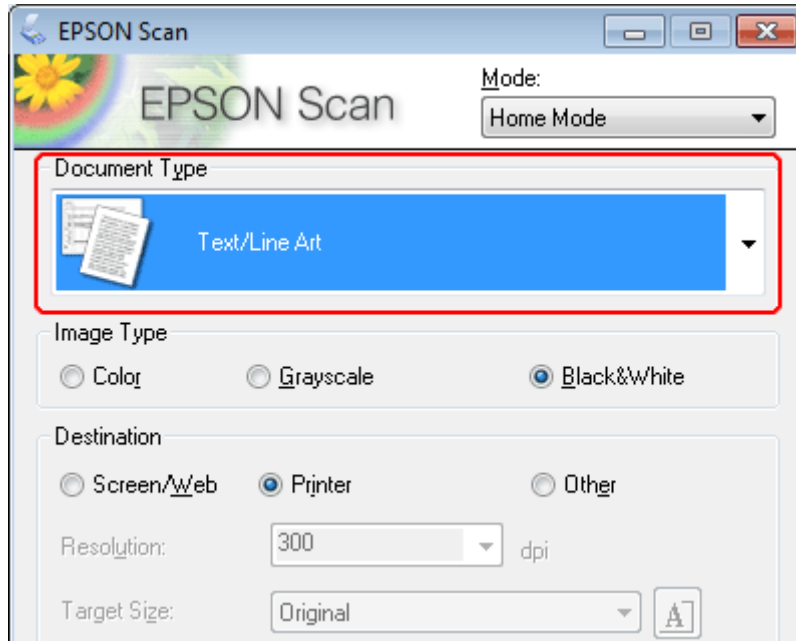 EPSON Scan
EPSON Scan
Mode:
Home Mode
Document Type
Text/Line Art
Image Type
Color Grayscale Black&White
Destination
Screen/Web Printer Other
Resolution: 300 dpi
Target Size: Original A